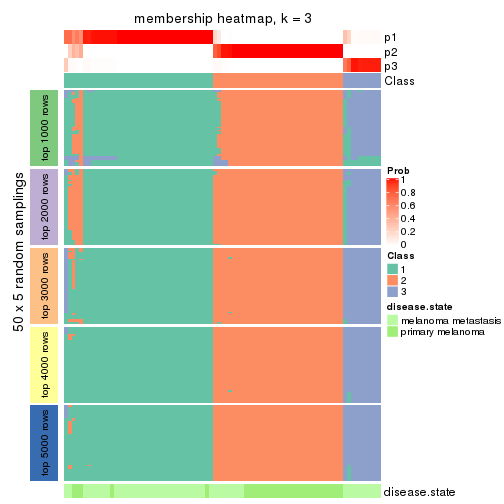 membership heatmap, k = 3
p1
p2
p3
Class
50 x 5 random samplings
top 1000 rows
top 2000 rows
top 3000 rows
top 4000 rows
top 5000 rows
Prob
1
0.8
0.6
0.4
0.2
0
Class
1
2
3
disease.state
melanoma metastasis
primary melanoma
disease.state